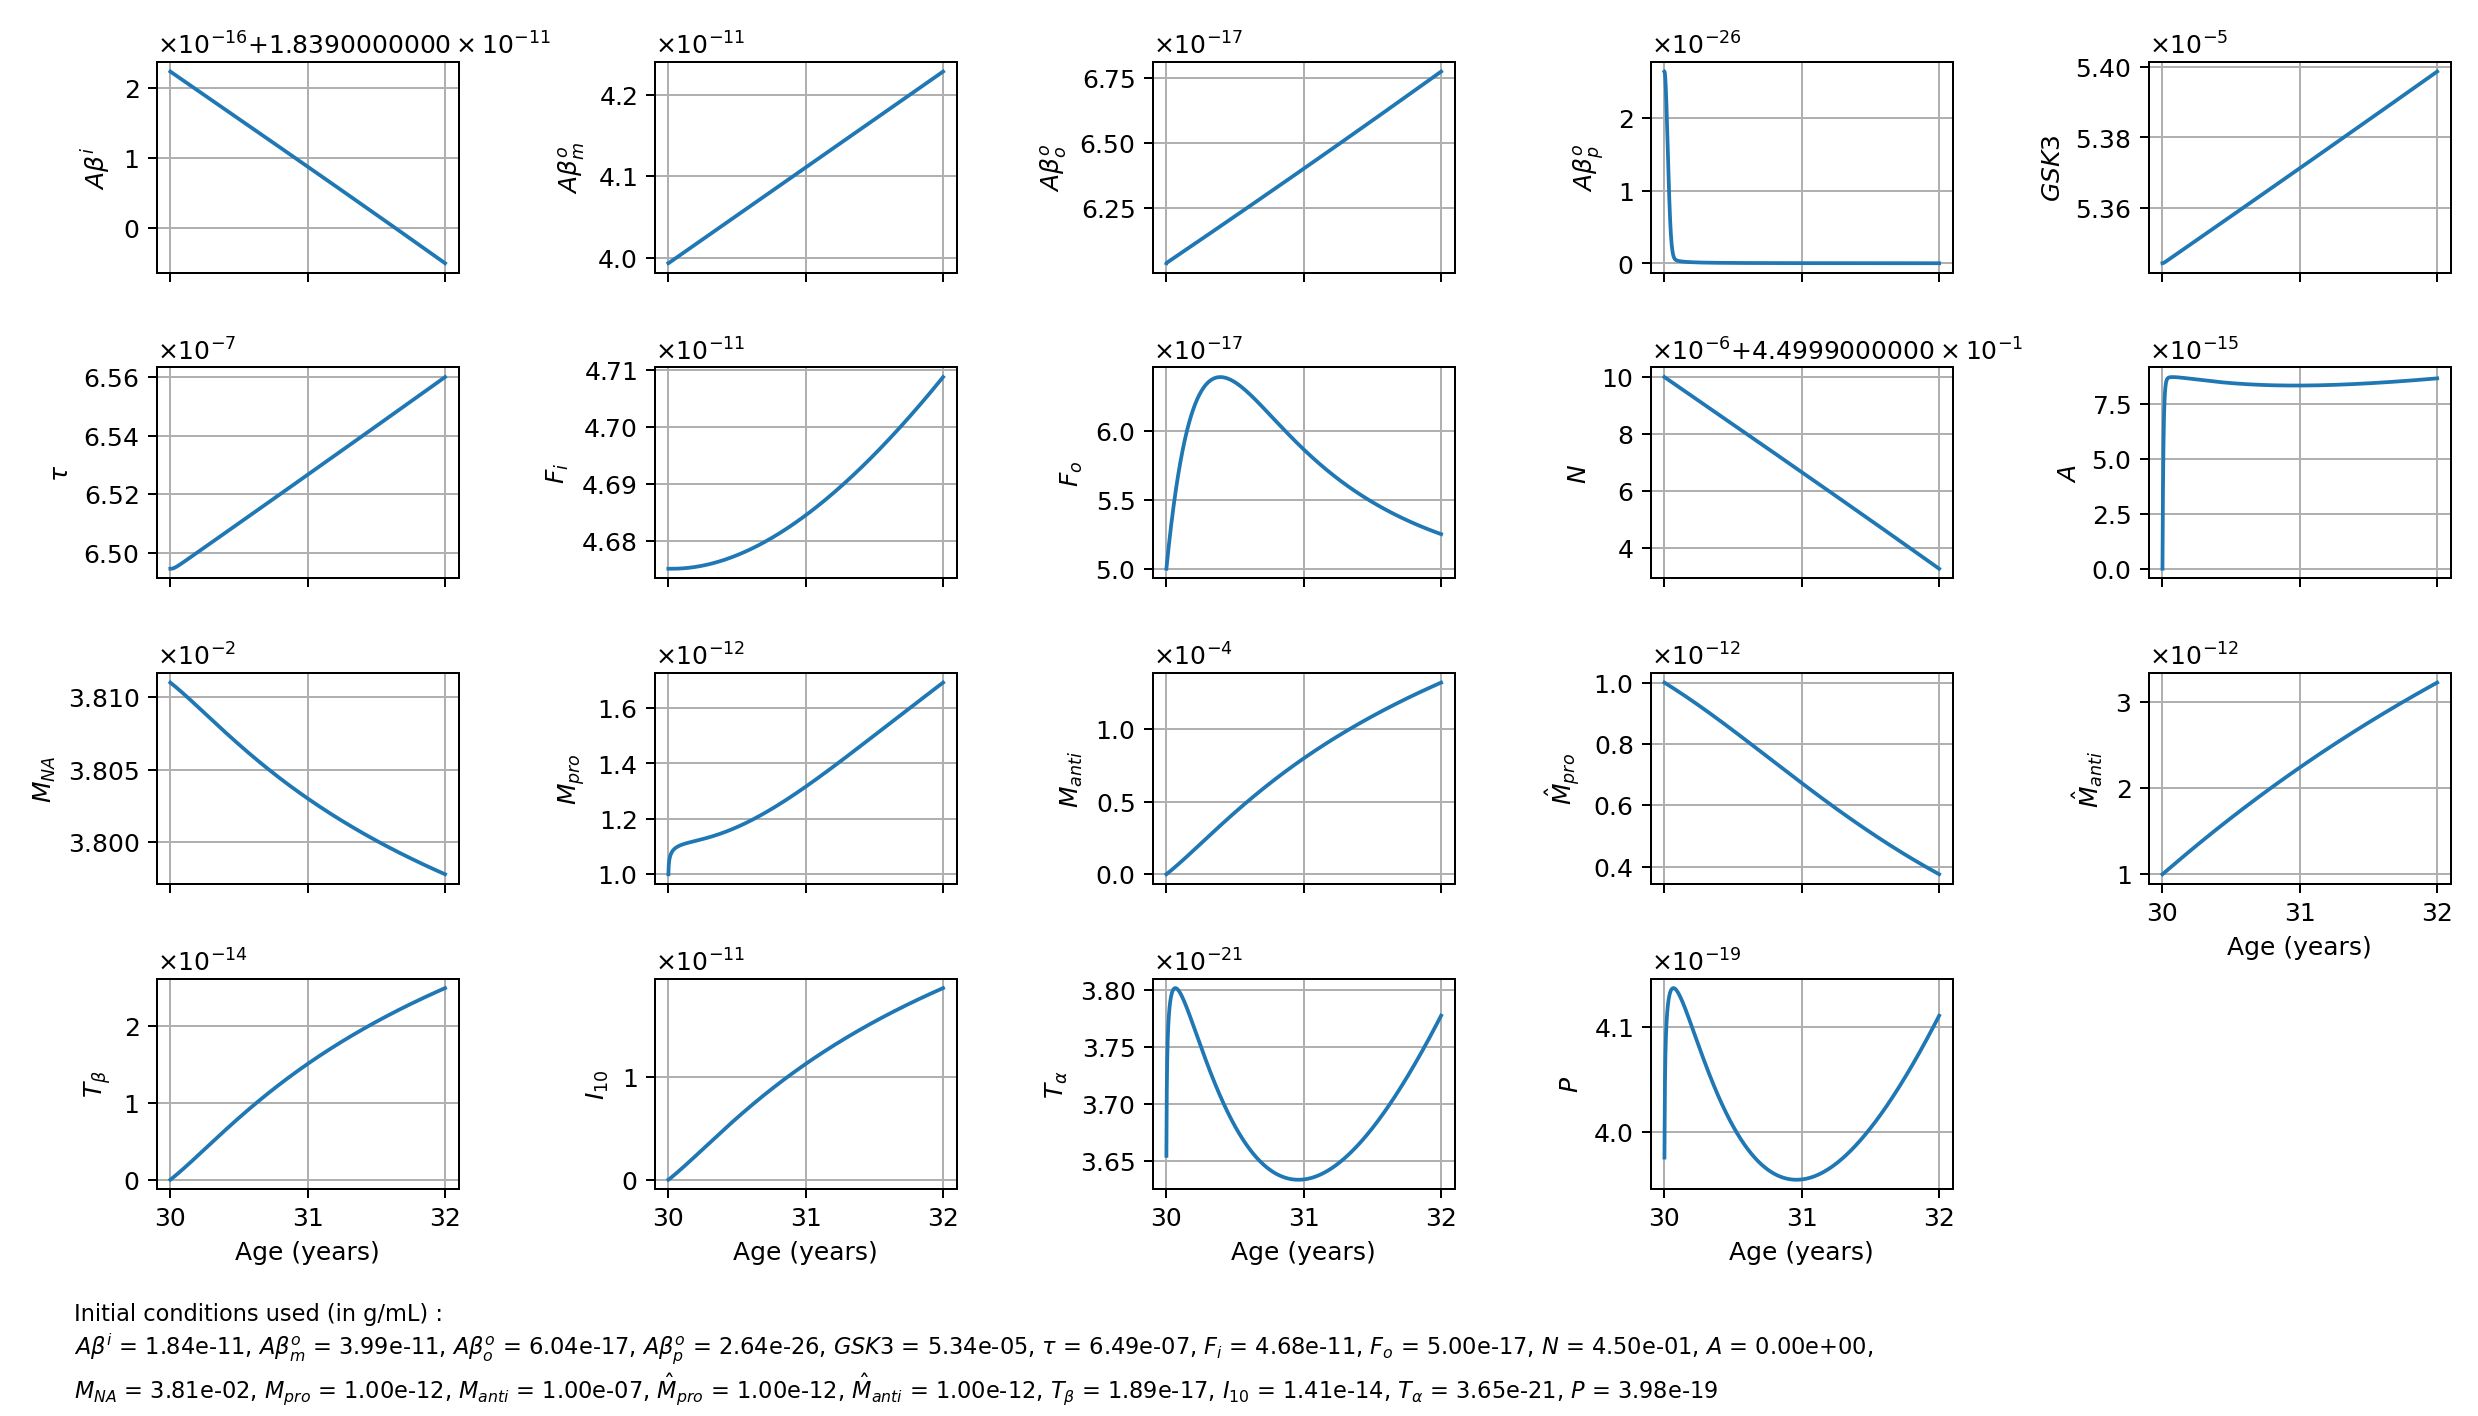 ×10⁻¹⁶+1.8390000000 × 10⁻¹¹
2
1
0
Aβⁱ
×10⁻¹¹
4.2
4.1
4.0
Aβₘᵒ
×10⁻¹⁷
6.75
6.50
6.25
Aβₒᵒ
×10⁻²⁶
2
1
0
Aβₚᵒ
×10⁻⁵
5.40
5.38
5.36
GSK3
×10⁻⁷
6.56
6.54
6.52
6.50
τ
×10⁻¹¹
4.71
4.70
4.69
4.68
Fᵢ
×10⁻¹⁷
6.0
5.5
5.0
Fₒ
×10⁻⁶+4.4999000000 × 10⁻¹
10
8
6
4
N
×10⁻¹⁵
7.5
5.0
2.5
0.0
A
×10⁻²
3.810
3.805
3.800
M_NA
×10⁻¹²
1.6
1.4
1.2
1.0
M_pro
×10⁻⁴
1.0
0.5
0.0
M_anti
×10⁻¹²
1.0
0.8
0.6
0.4
M̂_pro
×10⁻¹²
3
2
1
M̂_anti
30 31 32
Age (years)
×10⁻¹⁴
2
1
0
T_β
30 31 32
Age (years)
×10⁻¹¹
1
0
I₁₀
30 31 32
Age (years)
×10⁻²¹
3.80
3.75
3.70
3.65
T_α
30 31 32
Age (years)
×10⁻¹⁹
4.1
4.0
P
30 31 32
Age (years)
Initial conditions used (in g/mL) :
Aβⁱ = 1.84e-11, Aβₘᵒ = 3.99e-11, Aβₒᵒ = 6.04e-17, Aβₚᵒ = 2.64e-26, GSK3 = 5.34e-05, τ = 6.49e-07, Fᵢ = 4.68e-11, Fₒ = 5.00e-17, N = 4.50e-01, A = 0.00e+00,
M_NA = 3.81e-02, M_pro = 1.00e-12, M_anti = 1.00e-07, M̂_pro = 1.00e-12, M̂_anti = 1.00e-12, T_β = 1.89e-17, I₁₀ = 1.41e-14, T_α = 3.65e-21, P = 3.98e-19